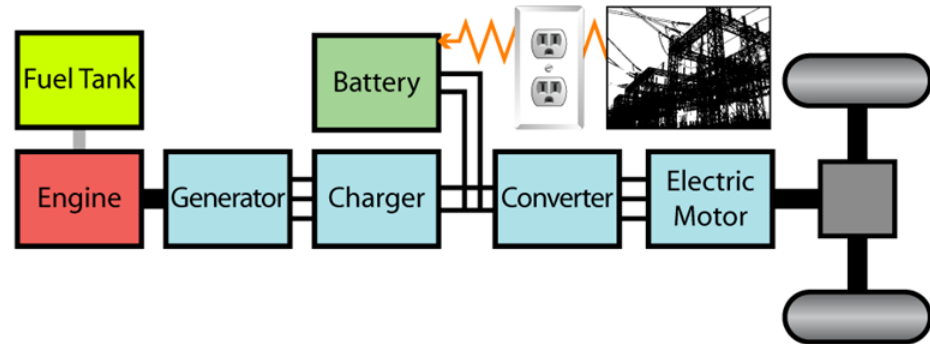 Fuel Tank
Battery
Engine
Generator
Charger
Converter
Electric
Motor